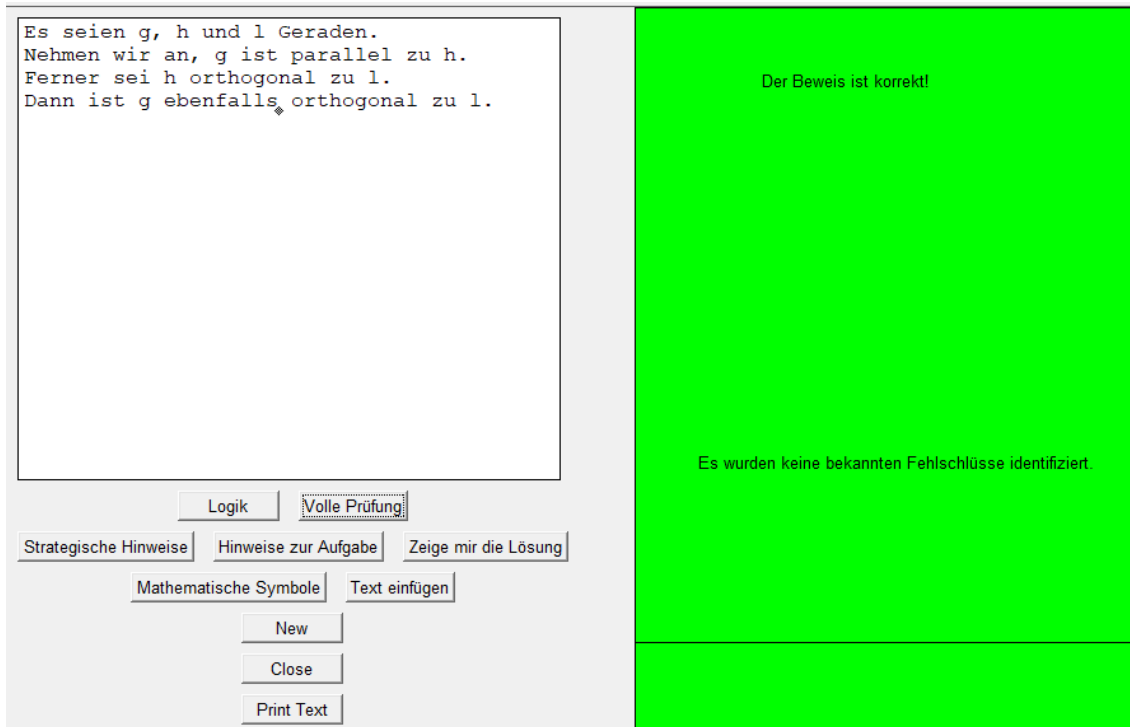 Es seien g, h und l Geraden.
Nehmen wir an, g ist parallel zu h.
Ferner sei h orthogonal zu l.
Dann ist g ebenfalls orthogonal zu l.
Der Beweis ist korrekt!
Es wurden keine bekannten Fehlschlüsse identifiziert.
Logik Volle Prüfung
Strategische Hinweise Hinweise zur Aufgabe Zeige mir die Lösung
Mathematische Symbole Text einfügen
New
Close
Print Text